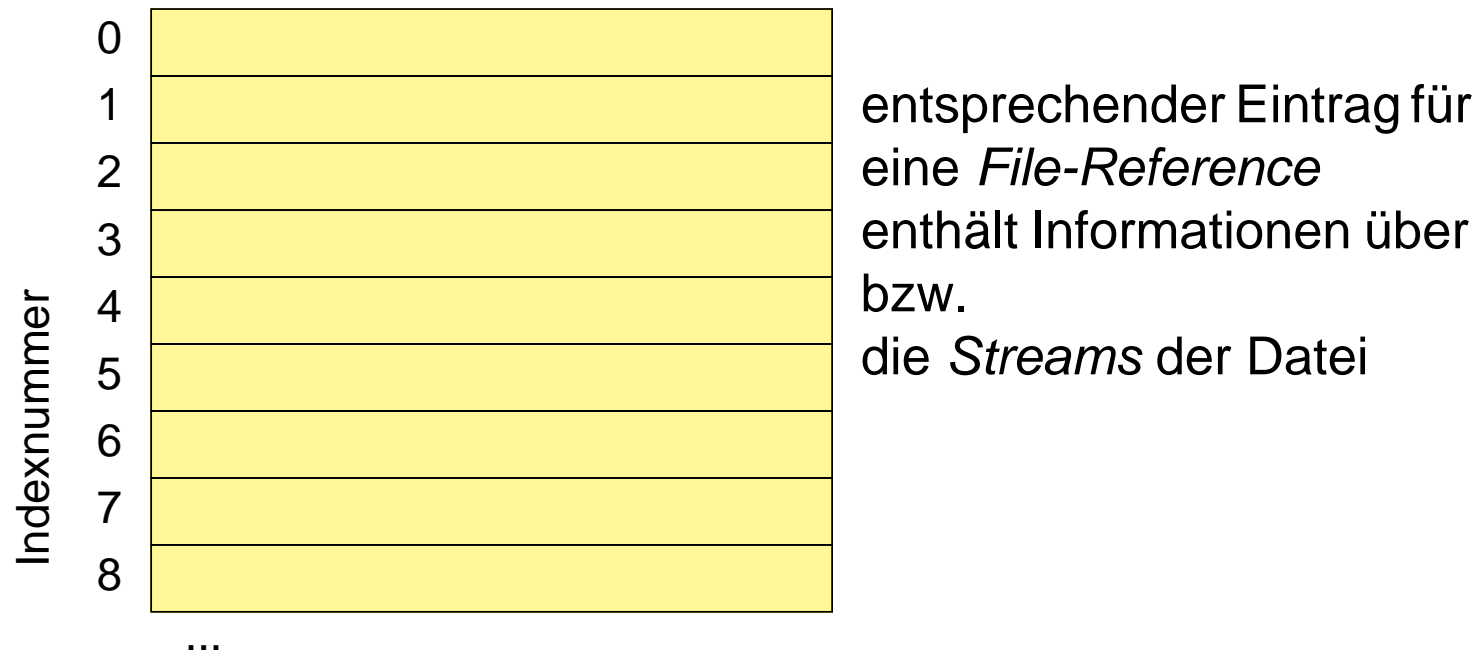 0
1
2
3
4
5
6
7
8
...
Indexnummer
entsprechender Eintrag für
eine File-Reference
enthält Informationen über
bzw.
die Streams der Datei